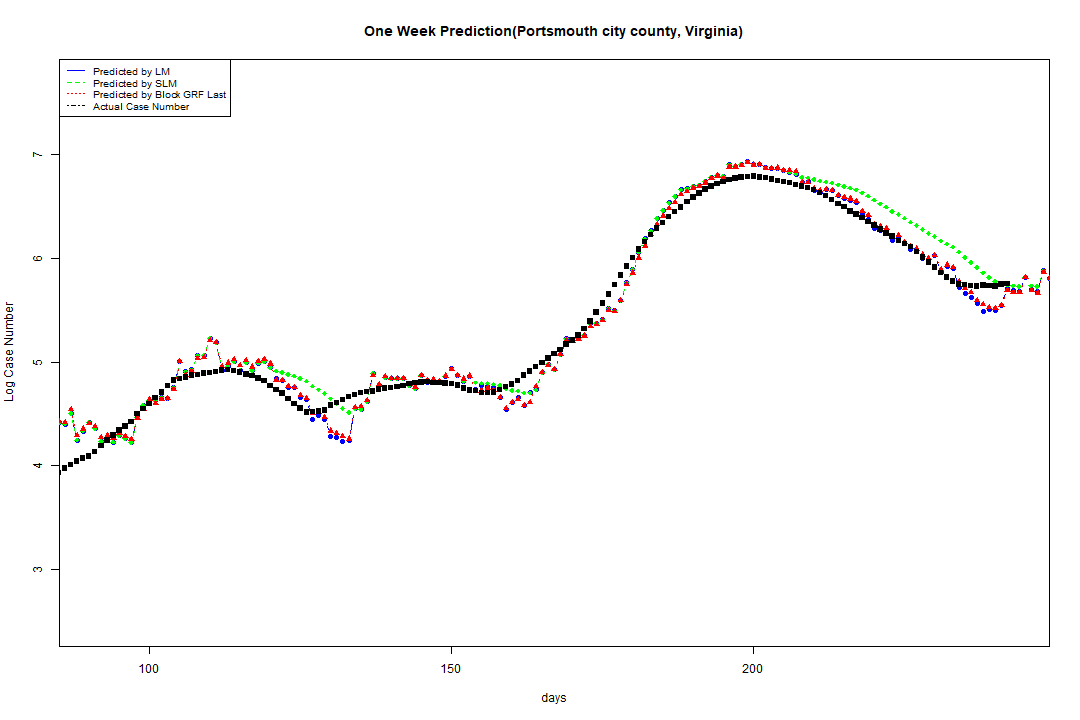 One Week Prediction(Portsmouth city county, Virginia)
Predicted by LM
Predicted by SLM
Predicted by Block GRF Last
Actual Case Number
7
6
5
4
3
Log Case Number
100 150 200
days